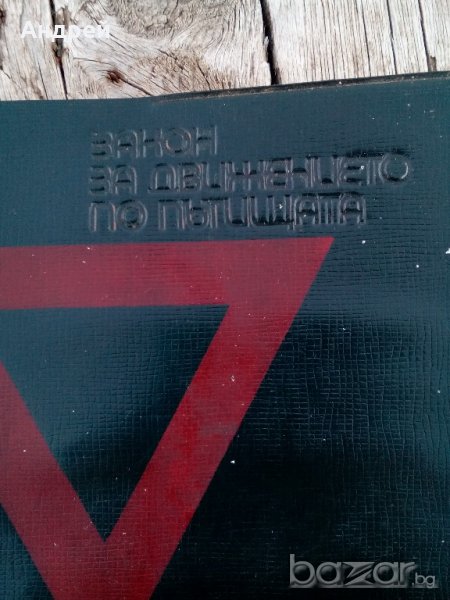 Андрей
ЗАКОН
ЗА ДВИЖЕНИЕТО
ПО ПЪТИЩАТА
bazar.bg